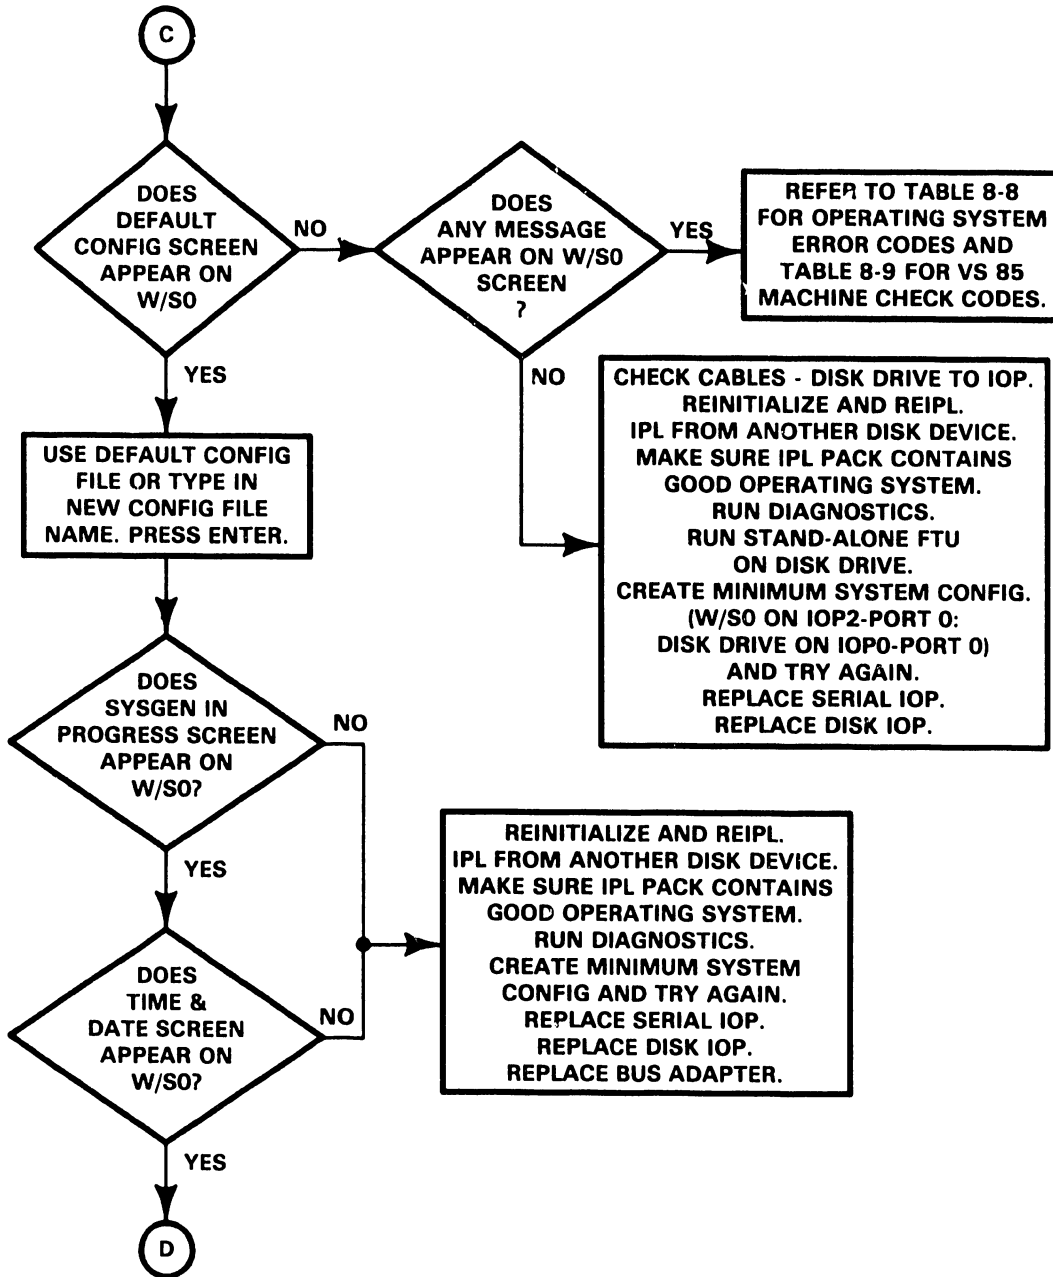 C
DOES
DEFAULT
CONFIG SCREEN
APPEAR ON
W/S0
NO
DOES
ANY MESSAGE
APPEAR ON W/S0
SCREEN
?
YES
REFER TO TABLE 8-8
FOR OPERATING SYSTEM
ERROR CODES AND
TABLE 8-9 FOR VS 85
MACHINE CHECK CODES.
YES
NO
CHECK CABLES - DISK DRIVE TO IOP.
REINITIALIZE AND REIPL.
IPL FROM ANOTHER DISK DEVICE.
MAKE SURE IPL PACK CONTAINS
GOOD OPERATING SYSTEM.
RUN DIAGNOSTICS.
RUN STAND-ALONE FTU
ON DISK DRIVE.
CREATE MINIMUM SYSTEM CONFIG.
(W/S0 ON IOP2-PORT 0:
DISK DRIVE ON IOP0-PORT 0)
AND TRY AGAIN.
REPLACE SERIAL IOP.
REPLACE DISK IOP.
USE DEFAULT CONFIG
FILE OR TYPE IN
NEW CONFIG FILE
NAME. PRESS ENTER.
DOES
SYSGEN IN
PROGRESS SCREEN
APPEAR ON
W/S0?
NO
YES
REINITIALIZE AND REIPL.
IPL FROM ANOTHER DISK DEVICE.
MAKE SURE IPL PACK CONTAINS
GOOD OPERATING SYSTEM.
RUN DIAGNOSTICS.
CREATE MINIMUM SYSTEM
CONFIG AND TRY AGAIN.
REPLACE SERIAL IOP.
REPLACE DISK IOP.
REPLACE BUS ADAPTER.
DOES
TIME &
DATE SCREEN
APPEAR ON
W/S0?
NO
YES
D